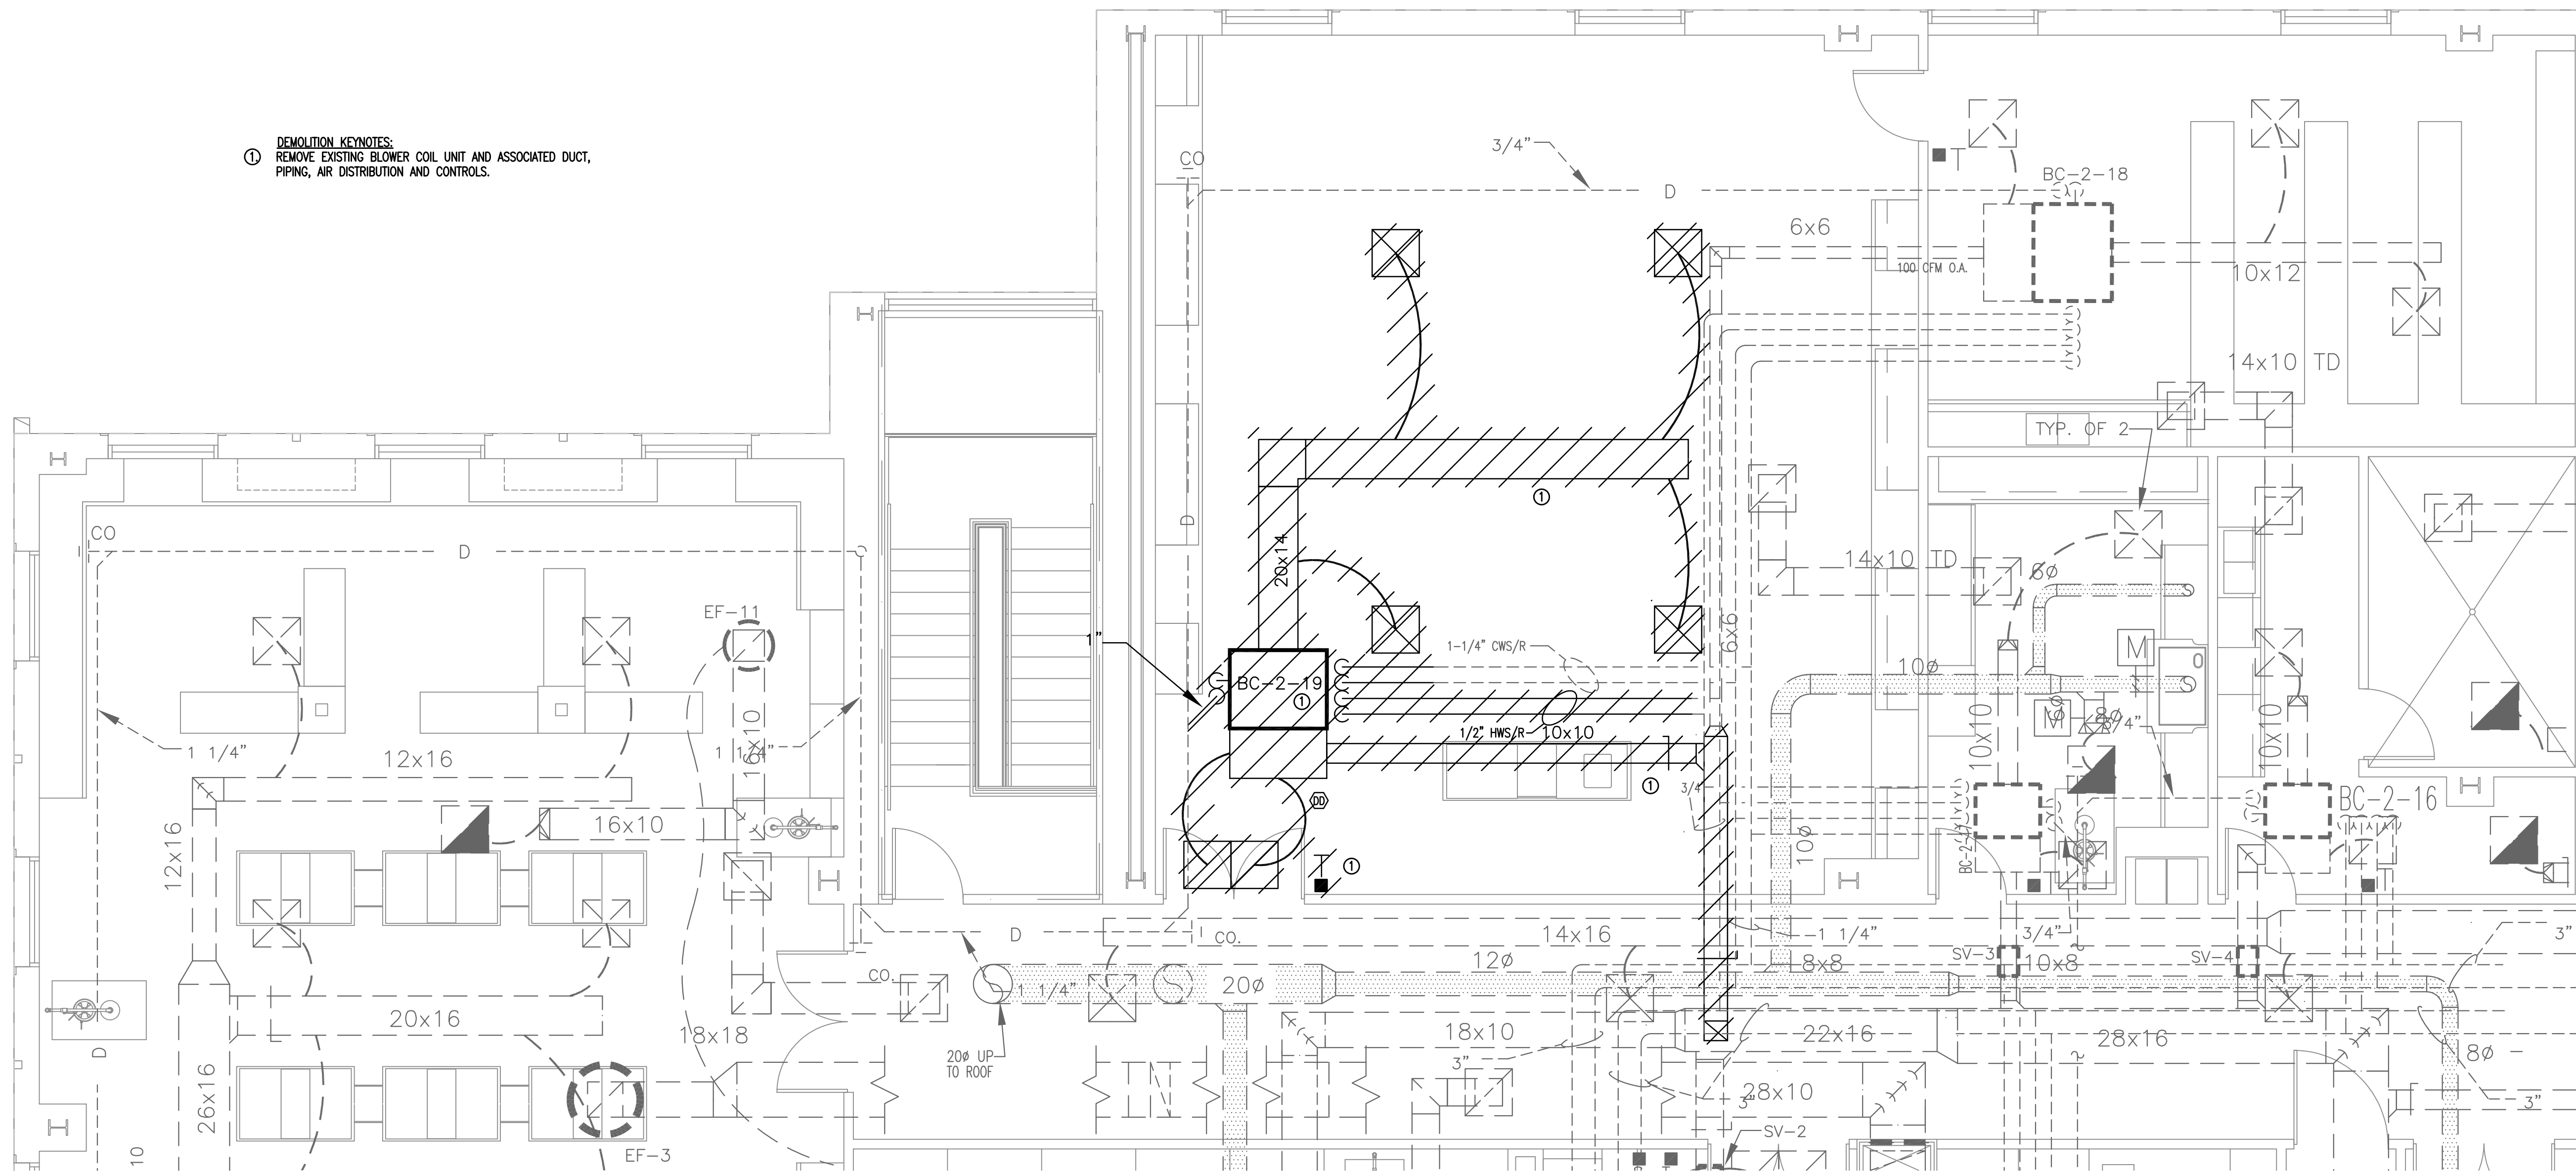 DEMOLITION KEYNOTES:
① REMOVE EXISTING BLOWER COIL UNIT AND ASSOCIATED DUCT,
PIPING, AIR DISTRIBUTION AND CONTROLS.
CO
3/4"
D
T
BC-2-18
6x6
100 CFM O.A.
10x12
14x10 TD
TYP. OF 2
①
D
20x14
14x10 TD
6ø
CO
D
EF-11
1"
BC-2-19
①
1-1/4" CWS/R
6x6
10ø
M
M
6ø
8ø
3/4"
10x10
10x10
1/2" HWS/R
10x10
①
3/4
1 1/4"
12x16
1 1/4"
16x10
16x10
12x16
DD
T
①
10ø
BC-2-16
D
CO.
14x16
1 1/4"
3/4"
3"
SV-3
SV-4
12ø
8x8
10x8
CO.
20ø
1 1/4"
20x16
18x18
18x10
22x16
28x16
8ø
D
20ø UP
TO ROOF
3"
28x10
3"
3"
26x16
SV-2
EF-3
10